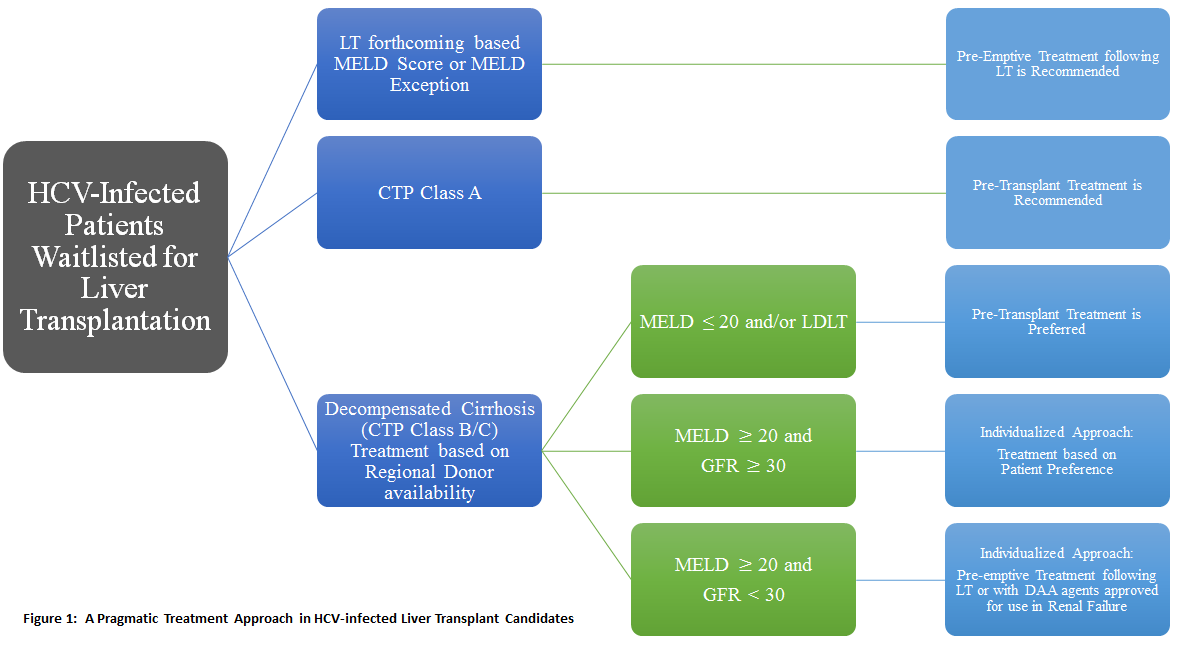 HCV-Infected
Patients
Waitlisted for
Liver
Transplantation
LT forthcoming based
MELD Score or MELD
Exception
Pre-Emptive Treatment following
LT is Recommended
CTP Class A
Pre-Transplant Treatment is
Recommended
Decompensated Cirrhosis
(CTP Class B/C)
Treatment based on
Regional Donor
availability
MELD ≤ 20 and/or LDLT
Pre-Transplant Treatment is
Preferred
MELD ≥ 20 and
GFR ≥ 30
Individualized Approach:
Treatment based on
Patient Preference
MELD ≥ 20 and
GFR < 30
Individualized Approach:
Pre-emptive Treatment following
LT or with DAA agents approved
for use in Renal Failure
Figure 1: A Pragmatic Treatment Approach in HCV-infected Liver Transplant Candidates